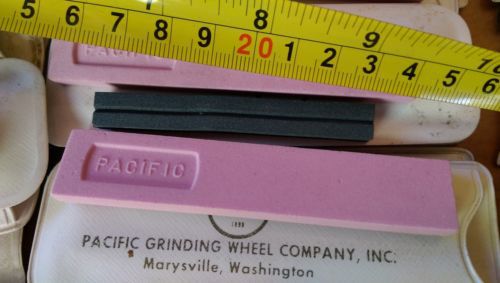 7 8 9
5 6 7 8 9 20 1 2 3 4 5 6
PACIFIC
PACIFIC
PACIFIC GRINDING WHEEL COMPANY, INC.
Marysville, Washington